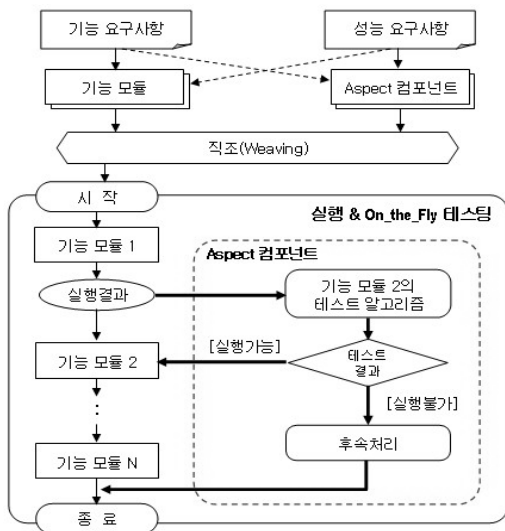 기능 요구사항
성능 요구사항
기능 모듈
Aspect 컴포넌트
직조(Weaving)
시 작
실행 & On_the_Fly 테스팅
기능 모듈 1
Aspect 컴포넌트
실행결과
기능 모듈 2의
테스트 알고리즘
[실행가능]
기능 모듈 2
테스트
결과
[실행불가]
:
후속처리
기능 모듈 N
종 료